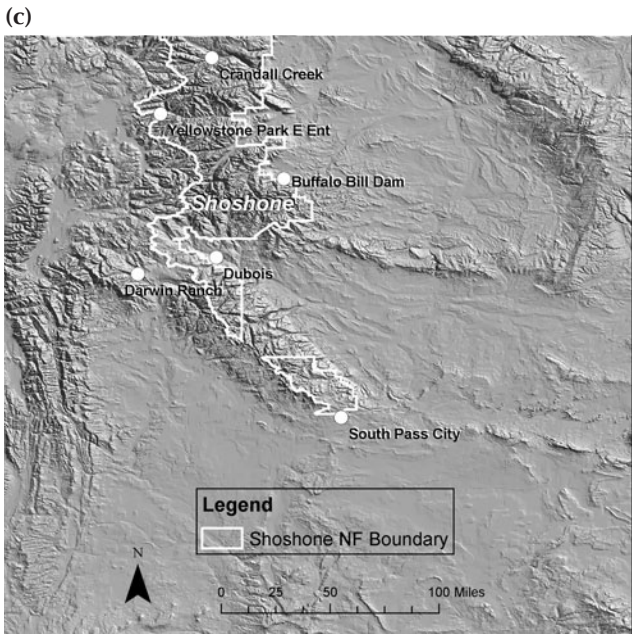 (c)
Crandall Creek
Yellowstone Park E Ent
Buffalo Bill Dam
Shoshone
Dubois
Darwin Ranch
South Pass City
Legend
Shoshone NF Boundary
N
0 25 50 100 Miles